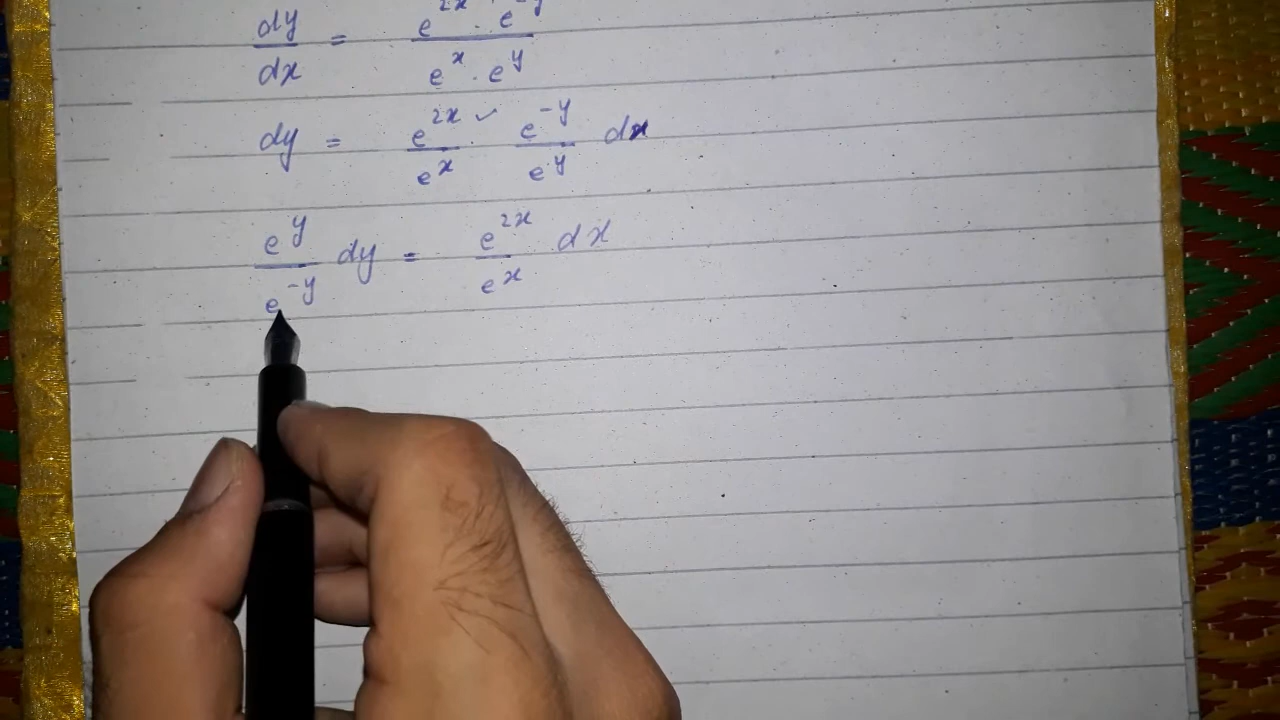 dy/dx = e^2x · e^-y / e^x · e^y
dy = e^2x/e^x · e^-y/e^y dx
e^y/e^-y dy = e^2x/e^x dx